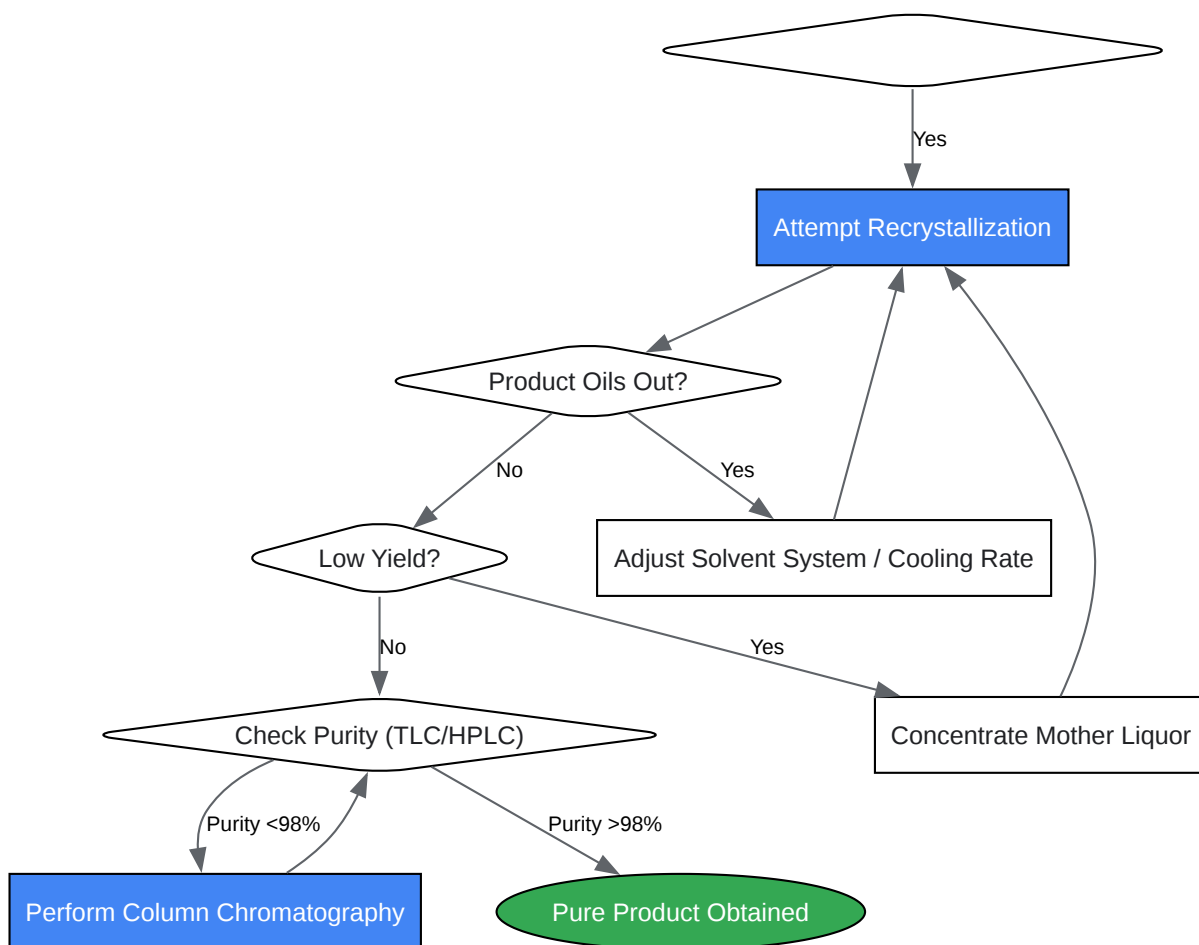 Yes
Attempt Recrystallization
Product Oils Out?
No
Yes
Low Yield?
Adjust Solvent System / Cooling Rate
No
Yes
Check Purity (TLC/HPLC)
Concentrate Mother Liquor
Purity <98%
Purity >98%
Perform Column Chromatography
Pure Product Obtained